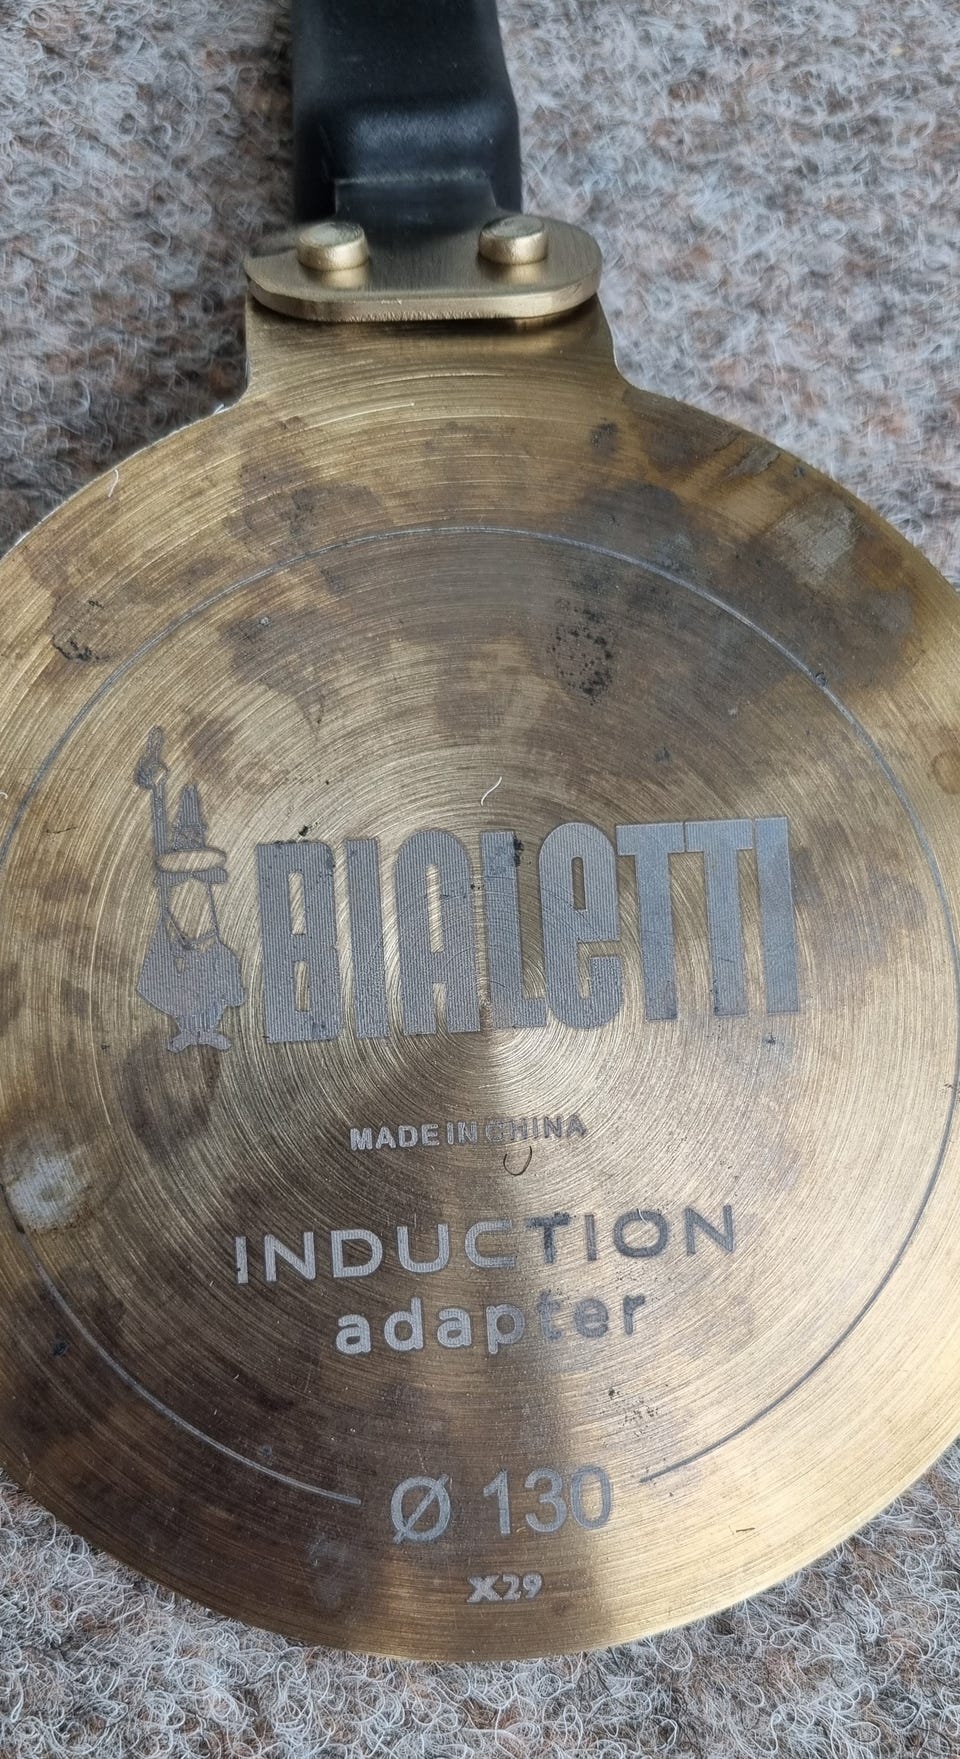 BIALeTTI
MADE IN CHINA
INDUCTION
adapter
Ø 130
X29